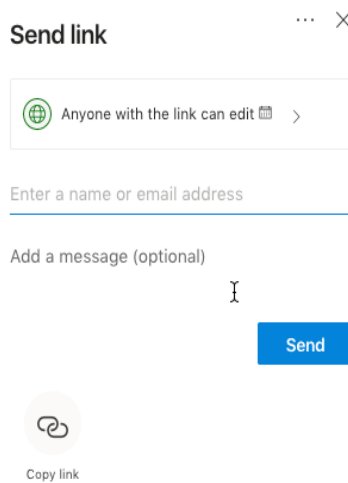 Send link
Anyone with the link can edit
Enter a name or email address
Add a message (optional)
Send
Copy link